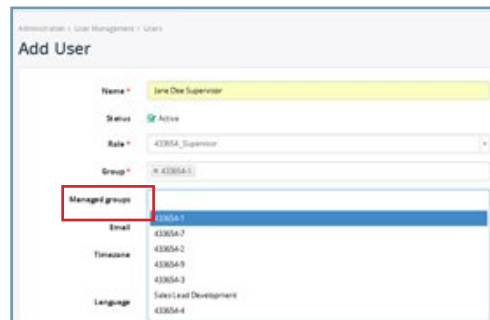 Administration > User Management > Users
Add User
Name *
Jane Doe Supervisor
Status
Active
Role *
433654_Supervisor
Group *
× 433654-1
Managed groups
433654-1
Email
433654-7
433654-2
Timezone
433654-9
433654-3
Language
Sales Lead Development
433654-4